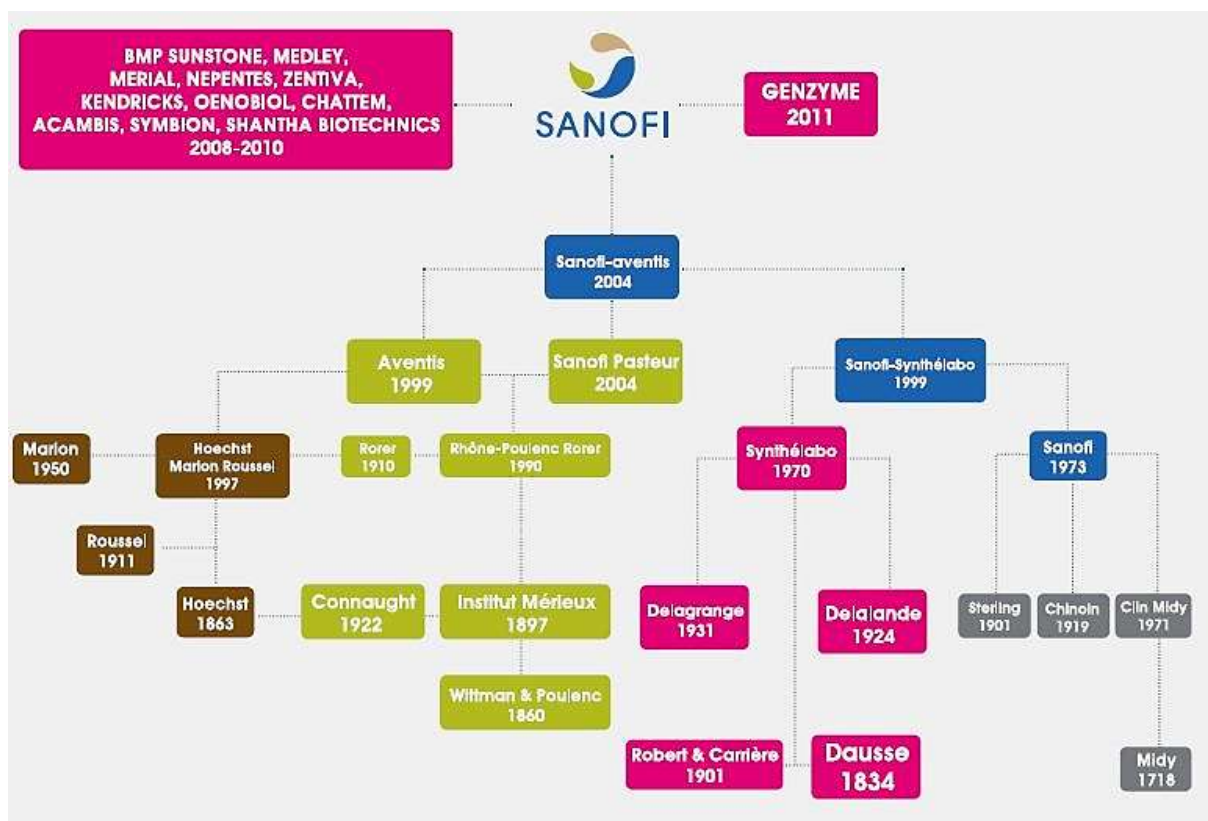 BMP SUNSTONE, MEDLEY,
MERIAL, NEPENTES, ZENTIVA,
KENDRICKS, OENOBIOL, CHATTEM,
ACAMBIS, SYMBION, SHANTHA BIOTECHNICS
2008-2010
SANOFI
GENZYME
2011
Sanofi-aventis
2004
Aventis
1999
Sanofi Pasteur
2004
Sanofi-Synthélabo
1999
Marion
1950
Hoechst
Marion Roussel
1997
Rorer
1910
Rhône-Poulenc Rorer
1990
Synthélabo
1970
Sanofi
1973
Roussel
1911
Hoechst
1863
Connaught
1922
Institut Mérieux
1897
Delagrange
1931
Delalande
1924
Sterling
1901
Chinoin
1919
Clin Midy
1971
Wittman & Poulenc
1860
Robert & Carrière
1901
Dausse
1834
Midy
1718